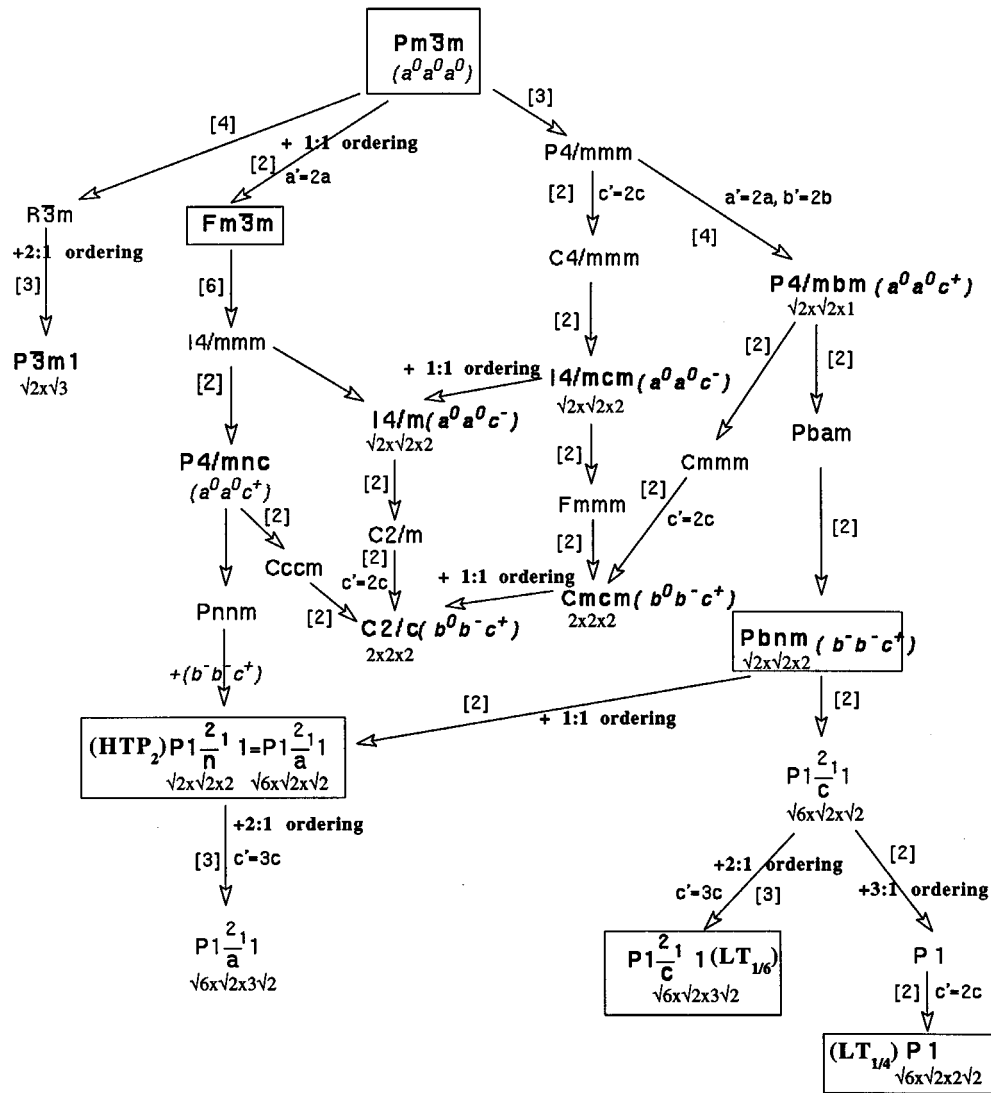 Pm3̅m
(a⁰a⁰a⁰)
[3]
[4]
+ 1:1 ordering
[2]
a'=2a
P4/mmm
[2] c'=2c
a'=2a, b'=2b
[4]
R3̅m
Fm3̅m
+2:1 ordering
[3]
C4/mmm
[6]
P4/mbm (a⁰a⁰c⁺)
√2x√2x1
P3̅m1
√2x√3
I4/mmm
[2]
[2]
[2]
+ 1:1 ordering
I4/mcm (a⁰a⁰c⁻)
√2x√2x2
[2]
I4/m (a⁰a⁰c⁻)
√2x√2x2
Pbam
P4/mnc
(a⁰a⁰c⁺)
[2]
[2]
Cmmm
[2]
c'=2c
[2]
Fmmm
C2/m
[2]
Cccm
[2]
c'=2c
[2]
+ 1:1 ordering
[2]
Pnnm
C2/c (b⁰b⁻c⁺)
2x2x2
Cmcm (b⁰b⁻c⁺)
2x2x2
Pbnm (b⁻b⁻c⁺)
√2x√2x2
+(b⁻b⁻c⁺)
[2]
+ 1:1 ordering
[2]
(HTP₂) P1 2₁/n 1=P1 2₁/a 1
√2x√2x2 √6x√2x√2
P1 2₁/c 1
√6x√2x√2
+2:1 ordering
[3] c'=3c
+2:1 ordering
c'=3c [3]
[2]
+3:1 ordering
P1 2₁/a 1
√6x√2x3√2
P1 2₁/c 1 (LT₁/₆)
√6x√2x3√2
P1
[2] c'=2c
(LT₁/₄) P1
√6x√2x2√2